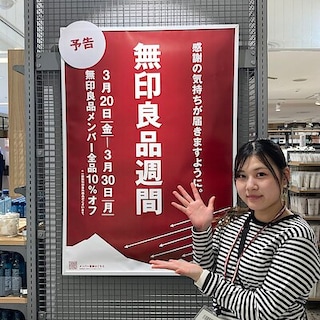 予告
感謝の気持ちが届きますように。
無印良品週間
3月20日[金]—3月30日[月]
無印良品メンバー全品10%オフ